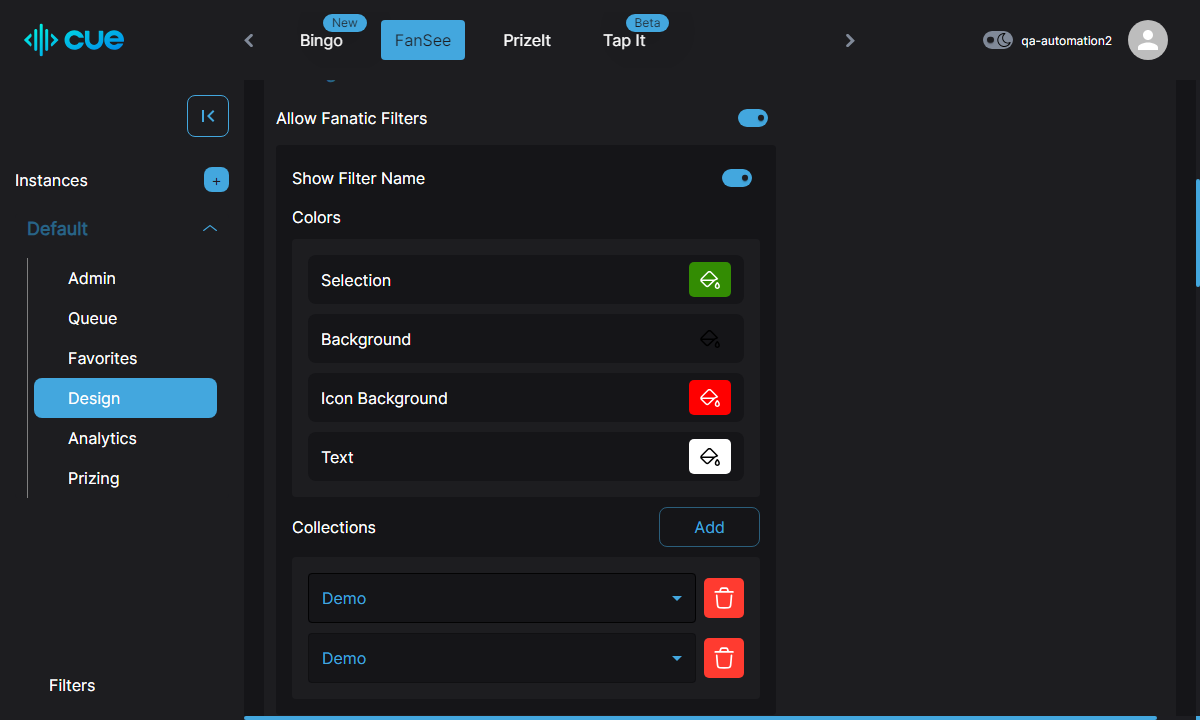 cue
New
Bingo
FanSee
PrizeIt
Beta
Tap It
qa-automation2
Instances
+
Default
Admin
Queue
Favorites
Design
Analytics
Prizing
Filters
Allow Fanatic Filters
Show Filter Name
Colors
Selection
Background
Icon Background
Text
Collections
Add
Demo
Demo